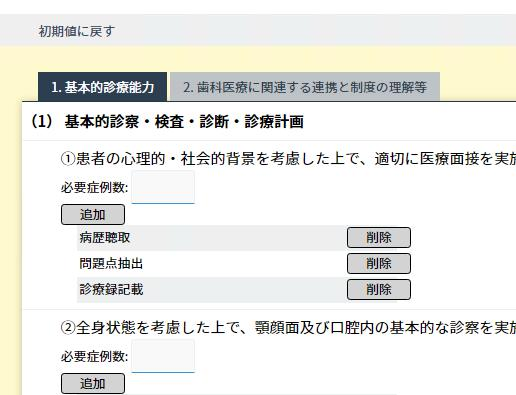 初期値に戻す
1. 基本的診療能力
2. 歯科医療に関連する連携と制度の理解等
（1） 基本的診察・検査・診断・診療計画
①患者の心理的・社会的背景を考慮した上で、適切に医療面接を実施
必要症例数:
追加
病歴聴取 削除
問題点抽出 削除
診療録記載 削除
②全身状態を考慮した上で、顎顔面及び口腔内の基本的な診察を実施
必要症例数:
追加